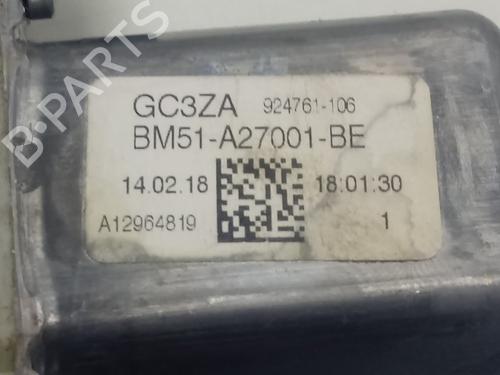 B-PARTS
GC3ZA 924761-106
BM51-A27001-BE
14.02.18 18:01:30
A12964819 1